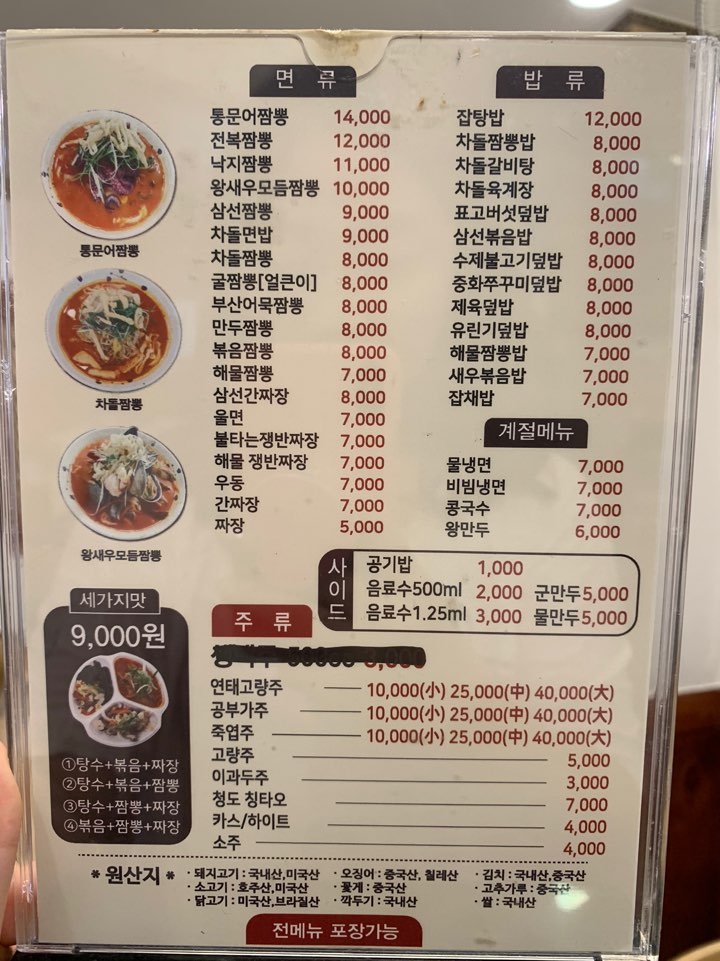 면 류
통문어짬뽕 14,000
전복짬뽕 12,000
낙지짬뽕 11,000
왕새우모듬짬뽕 10,000
삼선짬뽕 9,000
차돌면밥 9,000
차돌짬뽕 8,000
굴짬뽕[얼큰이] 8,000
부산어묵짬뽕 8,000
만두짬뽕 8,000
볶음짬뽕 8,000
해물짬뽕 7,000
삼선간짜장 8,000
울면 7,000
불타는쟁반짜장 7,000
해물 쟁반짜장 7,000
우동 7,000
간짜장 7,000
짜장 5,000
밥 류
잡탕밥 12,000
차돌짬뽕밥 8,000
차돌갈비탕 8,000
차돌육계장 8,000
표고버섯덮밥 8,000
삼선볶음밥 8,000
수제불고기덮밥 8,000
중화쭈꾸미덮밥 8,000
제육덮밥 8,000
유린기덮밥 8,000
해물짬뽕밥 7,000
새우볶음밥 7,000
잡채밥 7,000
계절메뉴
물냉면 7,000
비빔냉면 7,000
콩국수 7,000
왕만두 6,000
통문어짬뽕
차돌짬뽕
왕새우모듬짬뽕
사이드
공기밥 1,000
음료수500ml 2,000 군만두5,000
음료수1.25ml 3,000 물만두5,000
세가지맛
9,000원
①탕수+볶음+짜장
②탕수+볶음+짬뽕
③탕수+짬뽕+짜장
④볶음+짬뽕+짜장
주 류
연태고량주 10,000(小) 25,000(中) 40,000(大)
공부가주 10,000(小) 25,000(中) 40,000(大)
죽엽주 10,000(小) 25,000(中) 40,000(大)
고량주 5,000
이과두주 3,000
청도 칭타오 7,000
카스/하이트 4,000
소주 4,000
* 원산지 *
· 돼지고기 : 국내산,미국산 · 오징어 : 중국산, 칠레산 · 김치 : 국내산,중국산
· 소고기 : 호주산,미국산 · 꽃게 : 중국산 · 고추가루 : 중국산
· 닭고기 : 미국산,브라질산 · 깍두기 : 국내산 · 쌀 : 국내산
전메뉴 포장가능